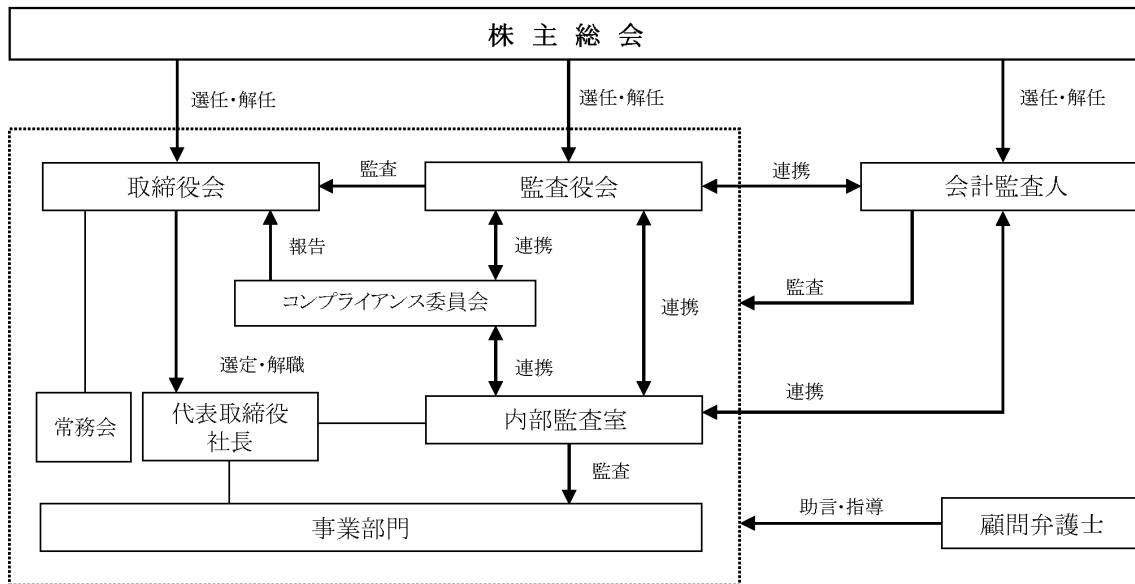 株 主 総 会
選任・解任
選任・解任
選任・解任
取締役会
監査
監査役会
連携
会計監査人
報告
連携
コンプライアンス委員会
監査
連携
選定・解職
連携
常務会
代表取締役
社長
内部監査室
連携
監査
事業部門
助言・指導
顧問弁護士